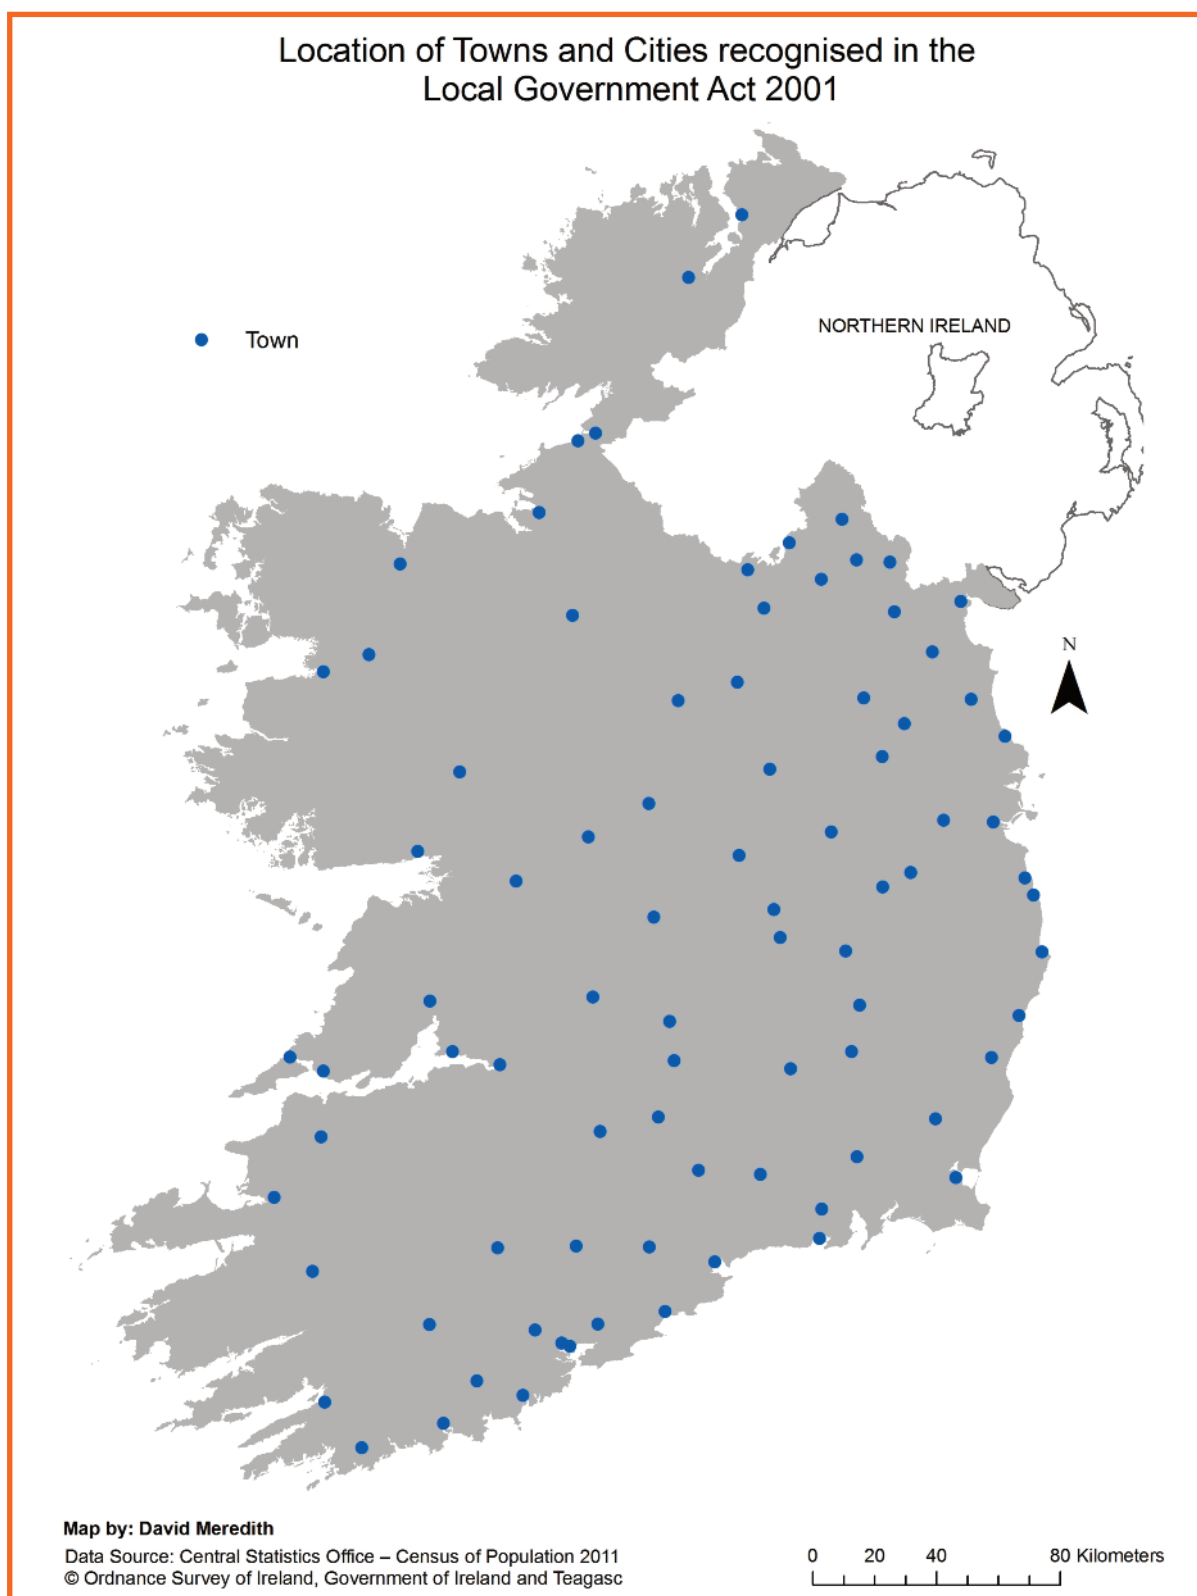 Location of Towns and Cities recognised in the
Local Government Act 2001
NORTHERN IRELAND
Town
N
Map by: David Meredith
Data Source: Central Statistics Office – Census of Population 2011
© Ordnance Survey of Ireland, Government of Ireland and Teagasc
0 20 40 80 Kilometers